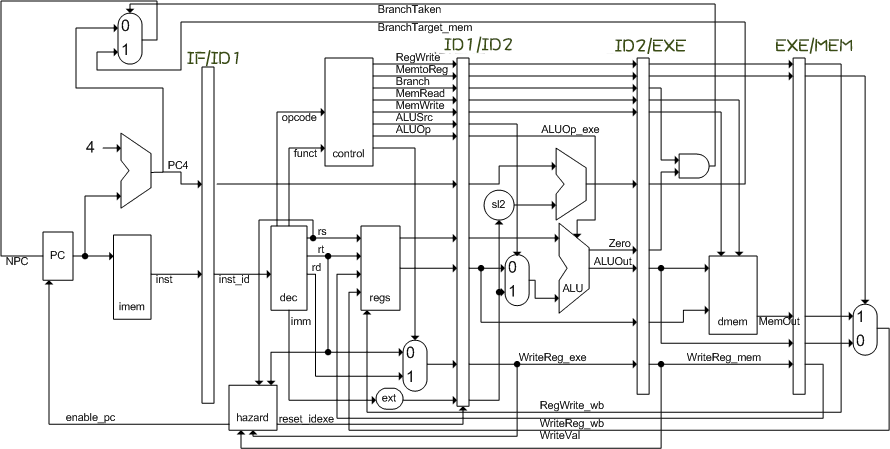 BranchTaken
BranchTarget_mem
0
1
IF/ID1
ID1/ID2
ID2/EXE
EXE/MEM
RegWrite_
MemtoReg
Branch
MemRead
MemWrite
ALUSrc
ALUOp
opcode
funct
control
ALUOp_exe
4
PC4
sl2
rs
rt
rd
Zero
ALUOut
NPC
PC
imem
inst
inst_id
dec
imm
regs
0
1
ALU
dmem
MemOut
1
0
0
1
WriteReg_exe
WriteReg_mem
ext
hazard
enable_pc
reset_idexe
RegWrite_wb
WriteReg_wb
WriteVal